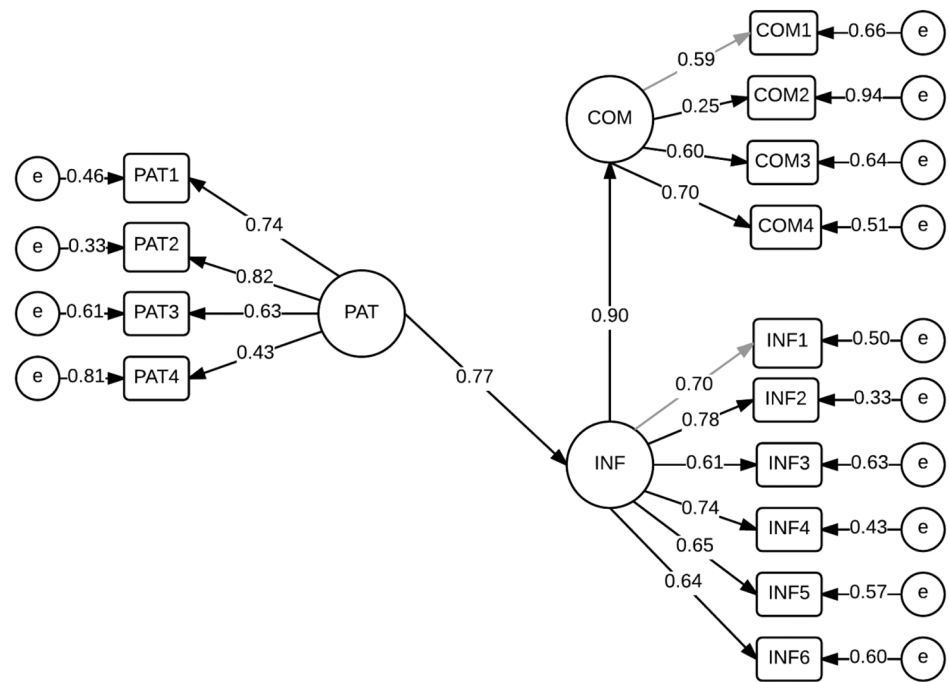 COM1
0.66
e
0.59
COM
0.25
COM2
0.94
e
0.60
COM3
0.64
e
0.70
COM4
0.51
e
e
0.46
PAT1
0.74
e
0.33
PAT2
0.82
e
0.61
PAT3
0.63
PAT
e
0.81
PAT4
0.43
0.77
0.90
INF
0.70
INF1
0.50
e
0.78
INF2
0.33
e
0.61
INF3
0.63
e
0.74
INF4
0.43
e
0.65
INF5
0.57
e
0.64
INF6
0.60
e